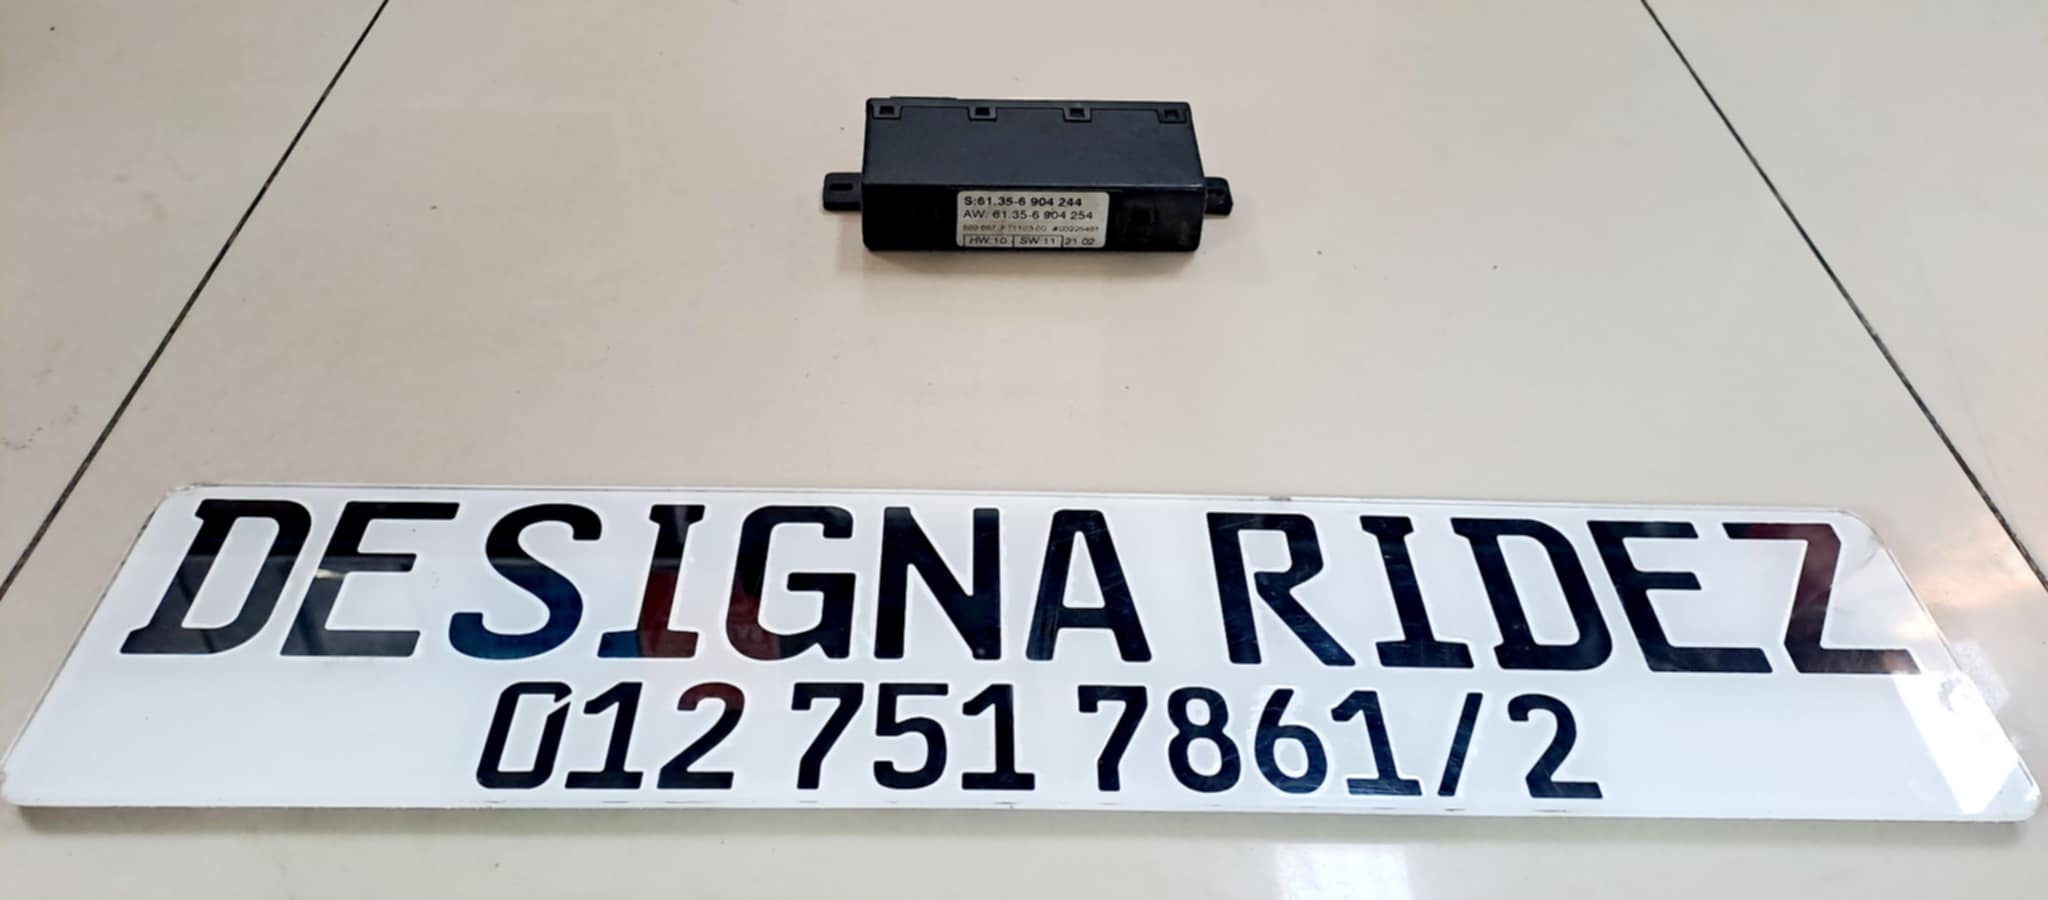 S:61.35-6 904 244
AW: 61.35-6 904 254
HW:10 SW:11 21.02
DESIGNA RIDEZ
012 751 7861/2